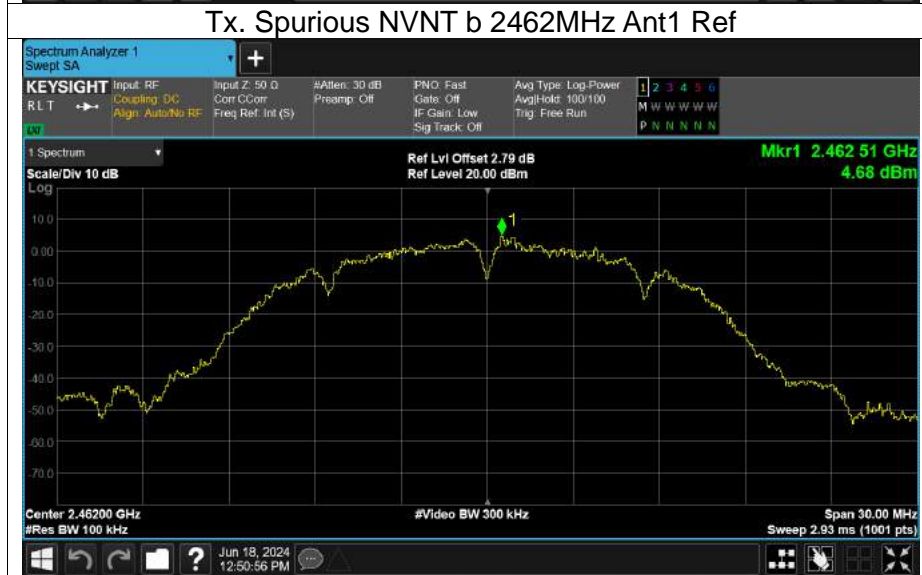 Tx. Spurious NVNT b 2462MHz Ant1 Ref
Spectrum Analyzer 1
Swept SA
+
KEYSIGHT
RLT
LXI
Input: RF
Coupling: DC
Align: Auto/No RF
Input Z: 50 Ω
Corr CCorr
Freq Ref: Int (S)
#Atten: 30 dB
Preamp: Off
PNO: Fast
Gate: Off
IF Gain: Low
Sig Track: Off
Avg Type: Log-Power
Avg|Hold: 100/100
Trig: Free Run
1 2 3 4 5 6
M W W W W W
P N N N N N
1 Spectrum
Scale/Div 10 dB
Ref Lvl Offset 2.79 dB
Ref Level 20.00 dBm
Mkr1 2.462 51 GHz
4.68 dBm
Log
10.0
0.00
-10.0
-20.0
-30.0
-40.0
-50.0
-60.0
-70.0
1
Center 2.46200 GHz
#Res BW 100 kHz
#Video BW 300 kHz
Span 30.00 MHz
Sweep 2.93 ms (1001 pts)
?
Jun 18, 2024
12:50:56 PM